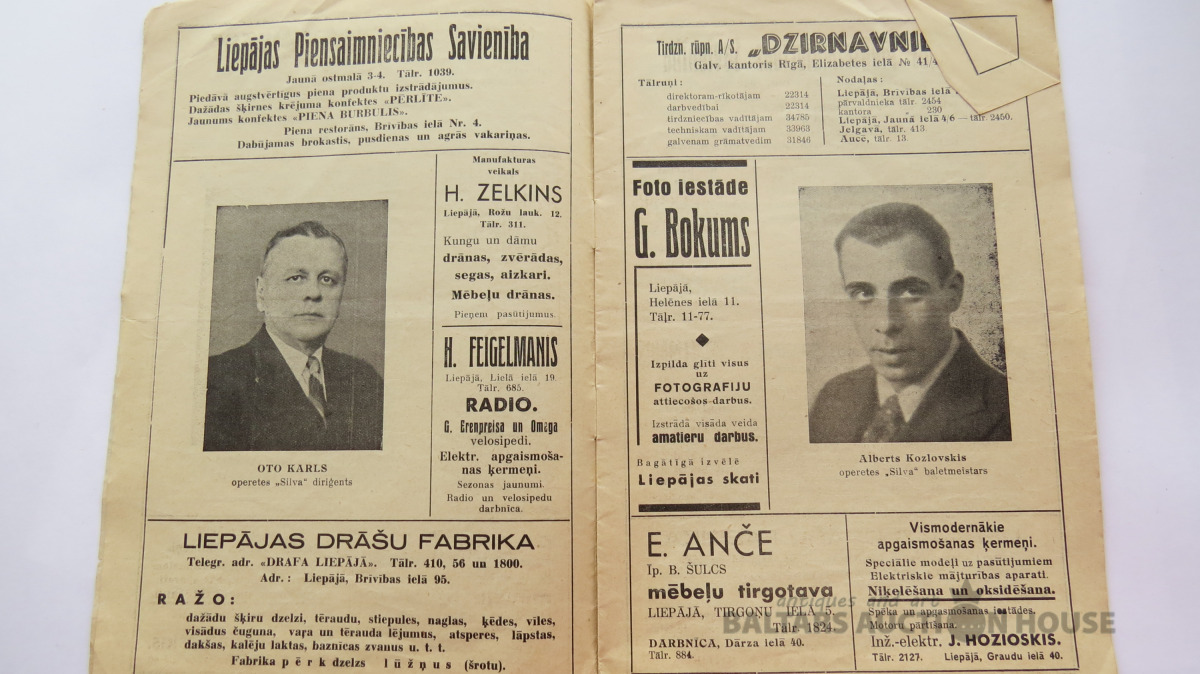 Liepājas Piensaimniecības Savienība
Jaunā ostmalā 3-4. Tālr. 1039.
Piedāvā augstvērtīgus piena produktu izstrādājumus.
Dažādas šķirnes krējuma konfektes «PĒRLĪTE».
Jaunums konfektes «PIENA BURBULIS».
Piena restorāns, Brīvības ielā Nr. 4.
Dabūjamas brokastis, pusdienas un agrās vakariņas.
OTO KARLS
operetes „Silva" diriģents
Manufakturas
veikals
H. ZELKINS
Liepājā, Rožu lauk. 12.
Tālr. 311.
Kungu un dāmu
drānas, zvērādas,
segas, aizkari.
Mēbeļu drānas.
Pieņem pasūtījumus.
H. FEIGELMANIS
Liepājā, Lielā ielā 19.
Tālr. 685.
RADIO.
G. Erenpreisa un Omega
velosipedi.
Elektr. apgaismoša-
nas ķermeņi.
Sezonas jaunumi.
Radio un velosipedu
darbnīca.
LIEPĀJAS DRĀŠU FABRIKA
Telegr. adr. «DRAFA LIEPĀJĀ». Tālr. 410, 56 un 1800.
Adr.: Liepājā, Brīvības ielā 95.
RAŽO:
dažādu šķiru dzelzi, tēraudu, stiepules, naglas, ķēdes, vīles,
visādus čuguna, vara un tērauda lējumus, atsperes, lāpstas,
dakšas, kalēju laktas, baznīcas zvanus u. t. t.
Fabrika pērk dzelzs lūžņus (šrotu).
Tirdzn. rūpn. A/S. „DZIRNAVNIE
Galv. kantoris Rīgā, Elizabetes ielā № 41/4
Tālruņi:
direktoram-rīkotājam — 22314
darbvedībai 22314
tirdzniecības vadītājam 34785
techniskam vadītājam 33963
galvenam grāmatvedim 31846
Nodaļas:
Liepājā, Brīvības ielā
pārvaldnieka tālr. 2454
kantora „ 230
Liepājā, Jaunā ielā 4/6 — tālr. 2450.
Jelgavā, tālr. 413
Aucē, tālr. 13.
Foto iestāde
G. Bokums
Liepājā,
Helēnes ielā 11.
Tāļr. 11-77.
Izpilda glīti visus
uz
FOTOGRAFIJU
attiecošos darbus.
Izstrādā visāda veida
amatieru darbus.
Bagātīgā izvēlē
Liepājas skati
Alberts Kozlovskis
operetes „Silva" baletmeistars
E. ANČE
Īp. B. ŠULCS
mēbeļu tirgotava
LIEPĀJĀ, TIRGOŅU IELĀ 5.
Tālr 1824.
DARBNĪCA, Dārza ielā 40.
Tālr. 884.
Vismodernākie
apgaismošanas ķermeņi.
Speciālie modeļi uz pasūtījumiem
Elektriskie mājturības aparati.
Niķelēšana un oksidēšana.
Spēka un apgaismošanas iestādes.
Motoru pārtīšana.
Inž.-elektr. J. HOZIOSKIS.
Tālr. 2127. Liepājā, Graudu ielā 40.
antiques and art
BALTAIS AUCTION HOUSE